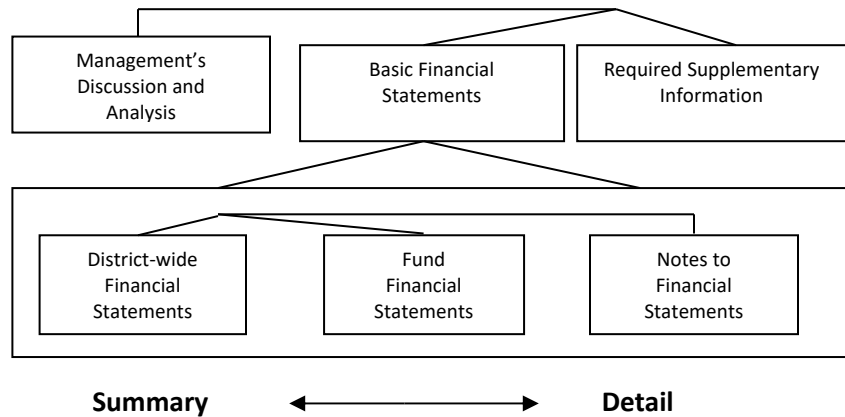 Management’s
Discussion and
Analysis
Basic Financial
Statements
Required Supplementary
Information
District-wide
Financial
Statements
Fund
Financial
Statements
Notes to
Financial
Statements
Summary
Detail